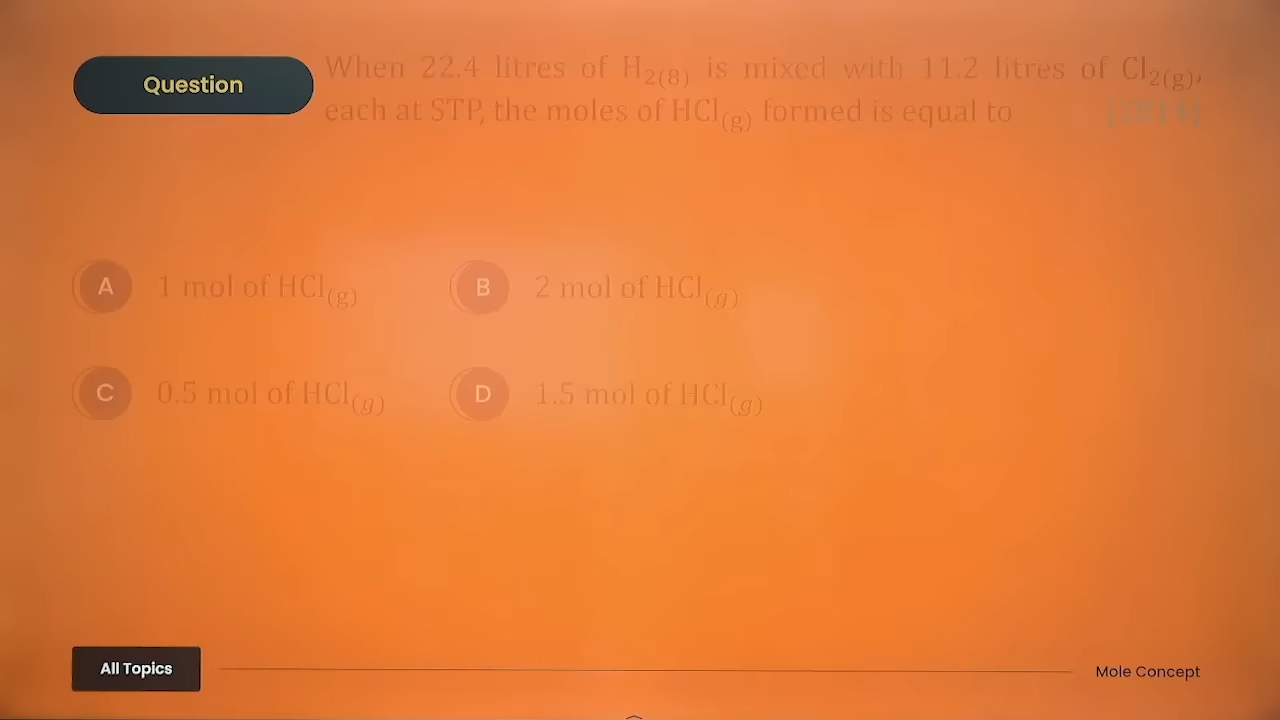 Question
When 22.4 litres of H2(8) is mixed with 11.2 litres of Cl2(g),
each at STP, the moles of HCl(g) formed is equal to
A 1 mol of HCl(g) B 2 mol of HCl(g)
C 0.5 mol of HCl(g) D 1.5 mol of HCl(g)
All Topics
Mole Concept